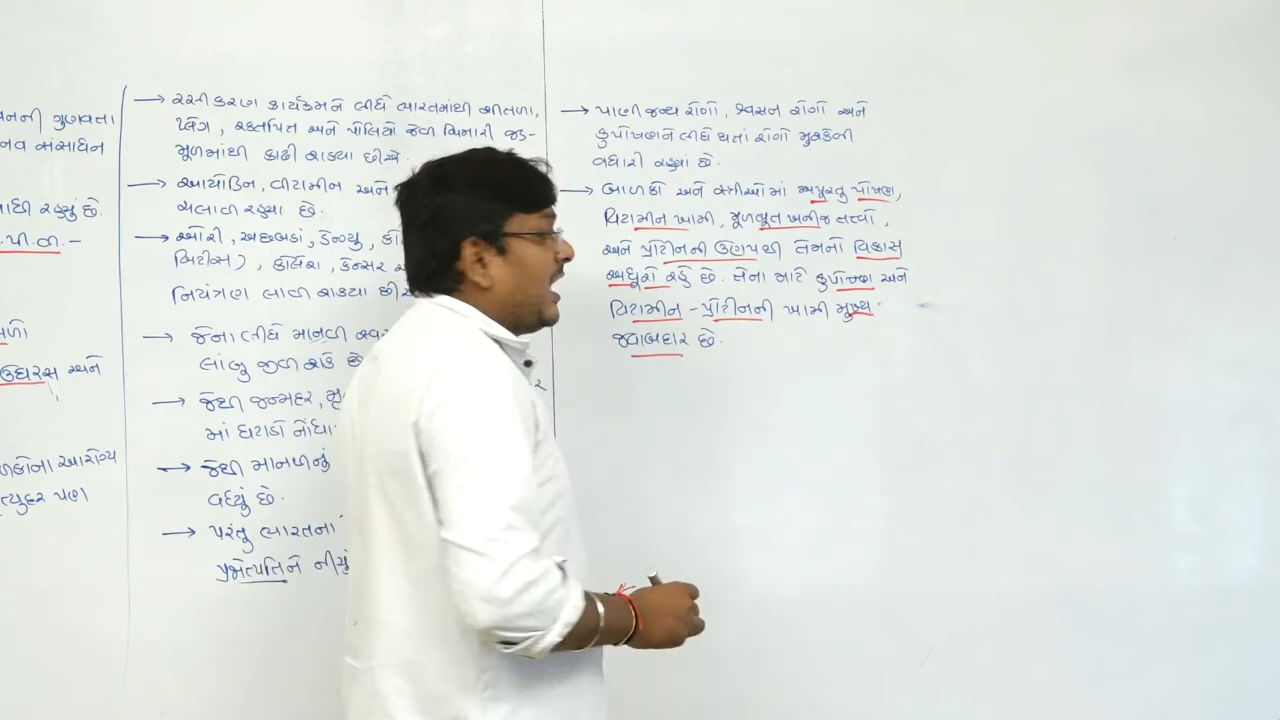 નની ગુણવતા
નવ સંસાધન
રહ્યું છે.
.પી.વી.-
ઉધરસ અને
ળકોના આરોગ્ય
ત્યુદર પણ
→ રસીકરણ કાર્યક્રમને લીધે ભારતમાંથી શીતળા,
પ્લેગ, રક્તપિત અને પોલિયો જેવી બિમારી જડ-
મૂળમાંથી કાઢી શક્યા છીએ.
→ આયોડિન, વીટામીન અને
ચલાવી રહ્યા છે.
→ ઓરી, અછબડાં, ડેન્ગ્યુ,
, કોલેરા, કેન્સર
નિયંત્રણ લાવી શક્યા છીએ
→ જેના લીધે માનવી
લાંબુ જીવી શકે છે
→ જેથી જન્મદર, મૃ
માં ઘટાડો નોંધા
→ જેથી માનવીનું
વધ્યું છે.
→ પરંતુ ભારતના
પ્રજોત્પતિને નીચું
→ પાણીજન્ય રોગો, શ્વસન રોગો અને
કુપોષણને લીધે થતાં રોગો મુશ્કેલી
વધારી રહ્યાં છે.
→ બાળકો અને સ્ત્રીઓમાં અપૂરતુ પોષણ,
વિટામીન ખામી, મૂળભૂત ખનીજ તત્વો,
અને પ્રોટીનની ઉણપથી તેમનો વિકાસ
અધૂરો રહે છે. તેના માટે કુપોષણ અને
વિટામીન - પ્રોટીનની ખામી મુખ્ય
જવાબદાર છે.